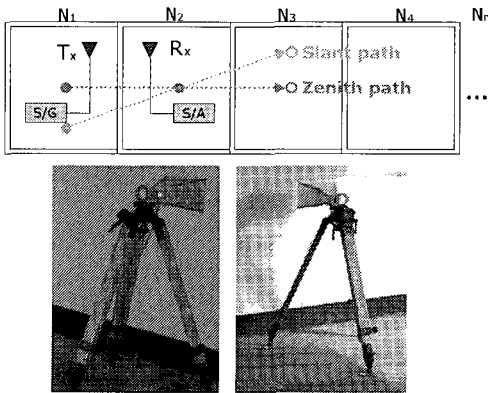 N₁ N₂ N₃ N₄ Nₙ
Tₓ Rₓ Slant path
Zenith path
S/G S/A ...